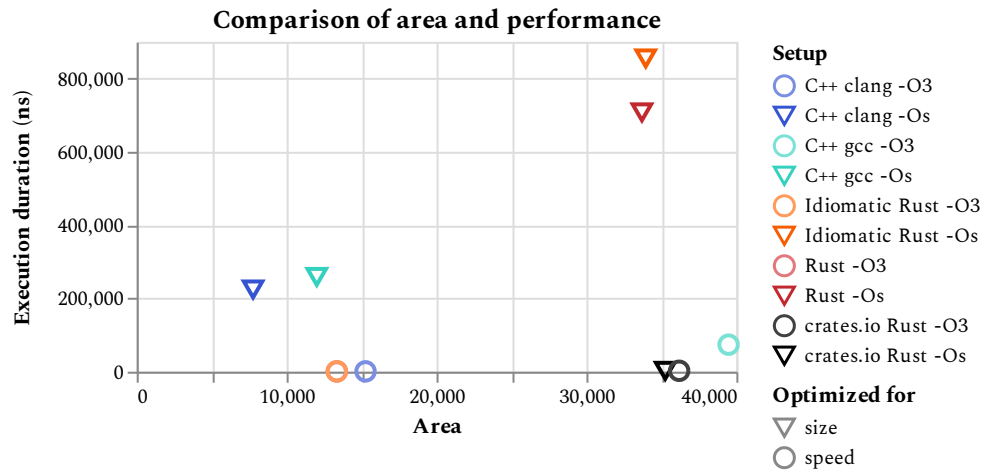 Comparison of area and performance
Execution duration (ns)
800,000
600,000
400,000
200,000
0
0
10,000
20,000
30,000
40,000
Area
Setup
C++ clang -O3
C++ clang -Os
C++ gcc -O3
C++ gcc -Os
Idiomatic Rust -O3
Idiomatic Rust -Os
Rust -O3
Rust -Os
crates.io Rust -O3
crates.io Rust -Os
Optimized for
size
speed